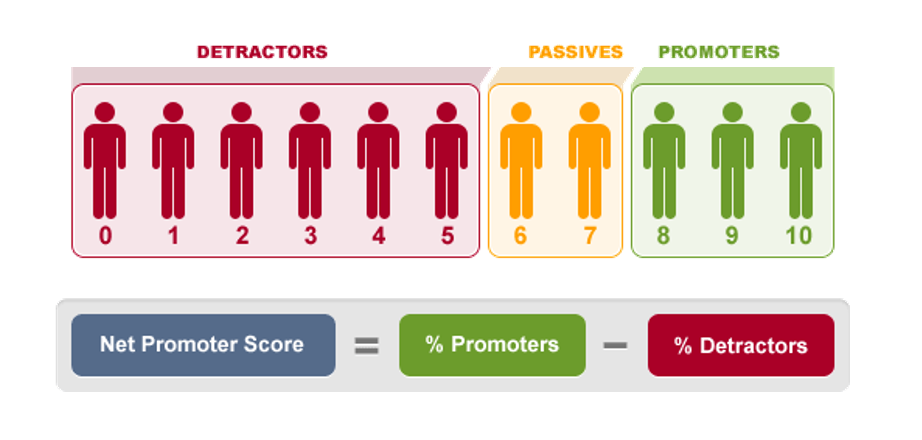 DETRACTORS PASSIVES PROMOTERS
0 1 2 3 4 5 6 7 8 9 10
Net Promoter Score = % Promoters − % Detractors